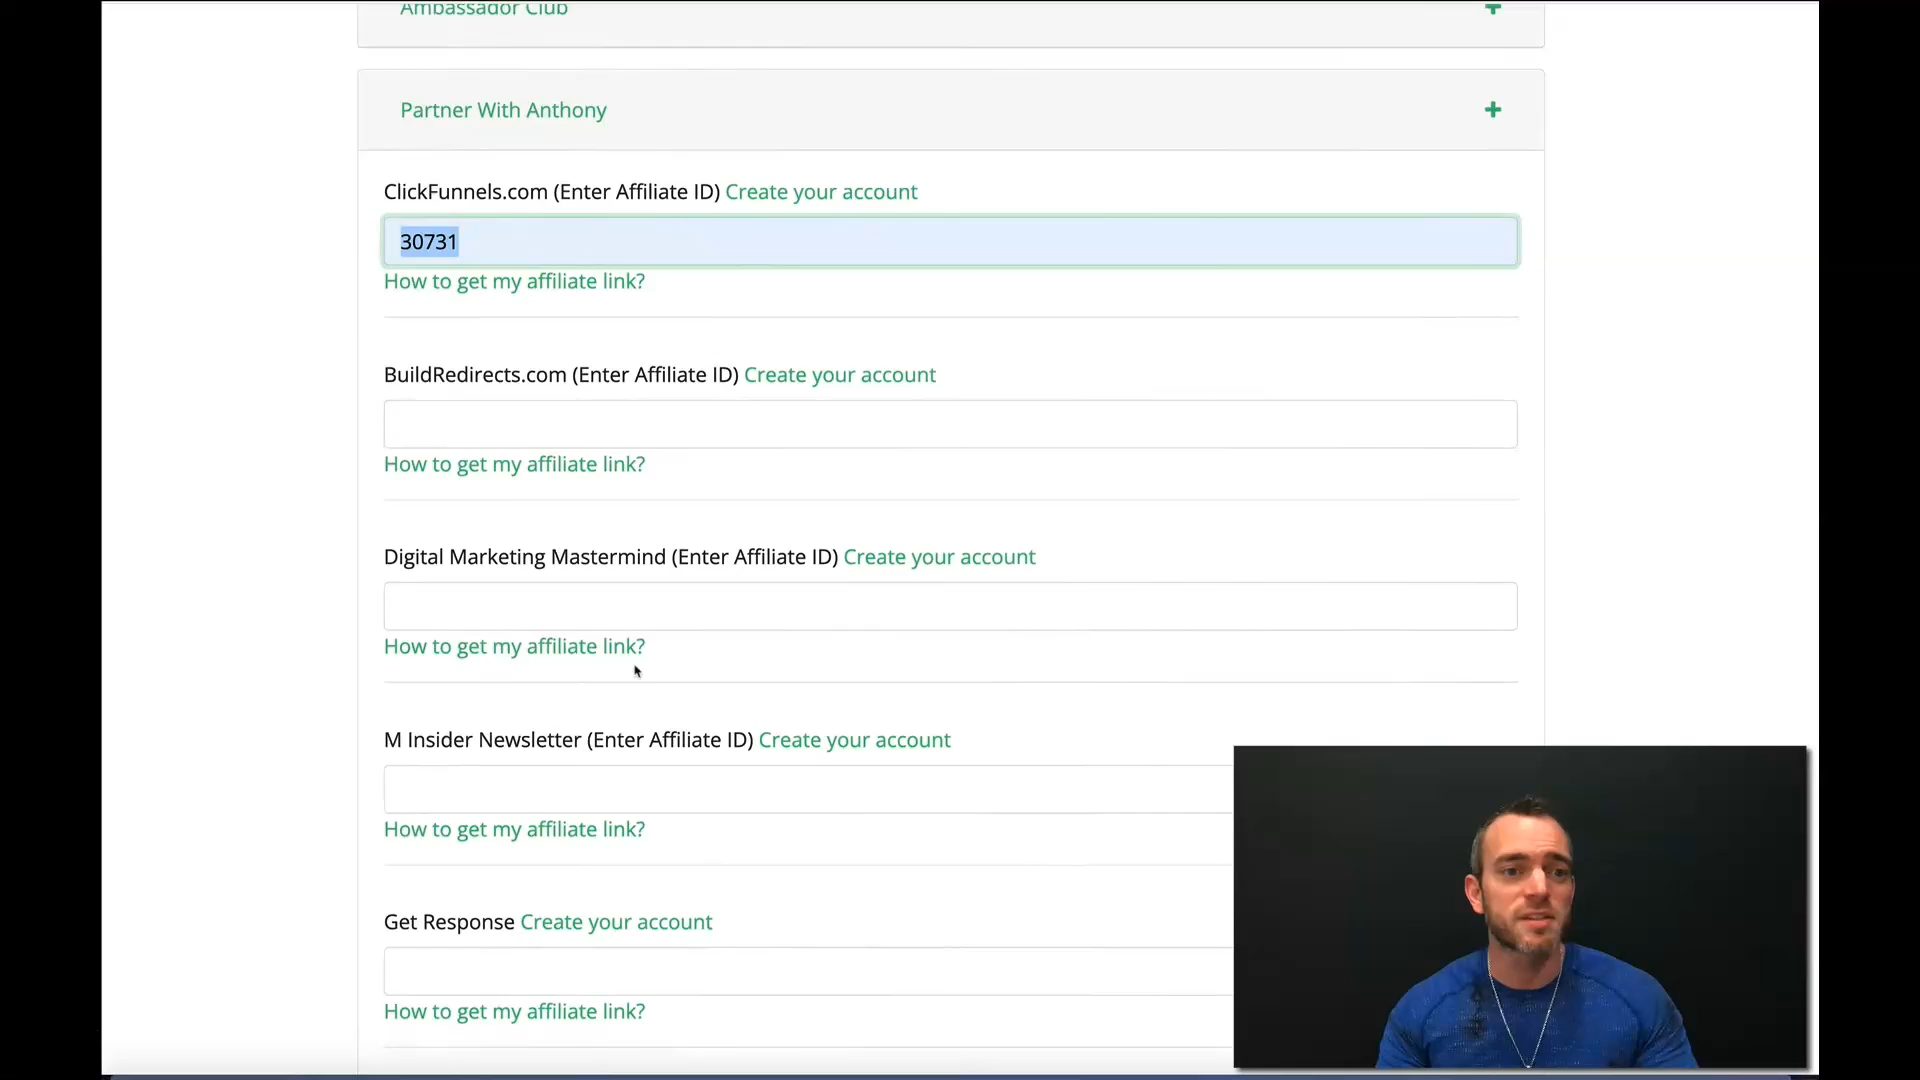 Ambassador Club
Partner With Anthony
ClickFunnels.com (Enter Affiliate ID) Create your account
30731
How to get my affiliate link?
BuildRedirects.com (Enter Affiliate ID) Create your account
How to get my affiliate link?
Digital Marketing Mastermind (Enter Affiliate ID) Create your account
How to get my affiliate link?
M Insider Newsletter (Enter Affiliate ID) Create your account
How to get my affiliate link?
Get Response Create your account
How to get my affiliate link?